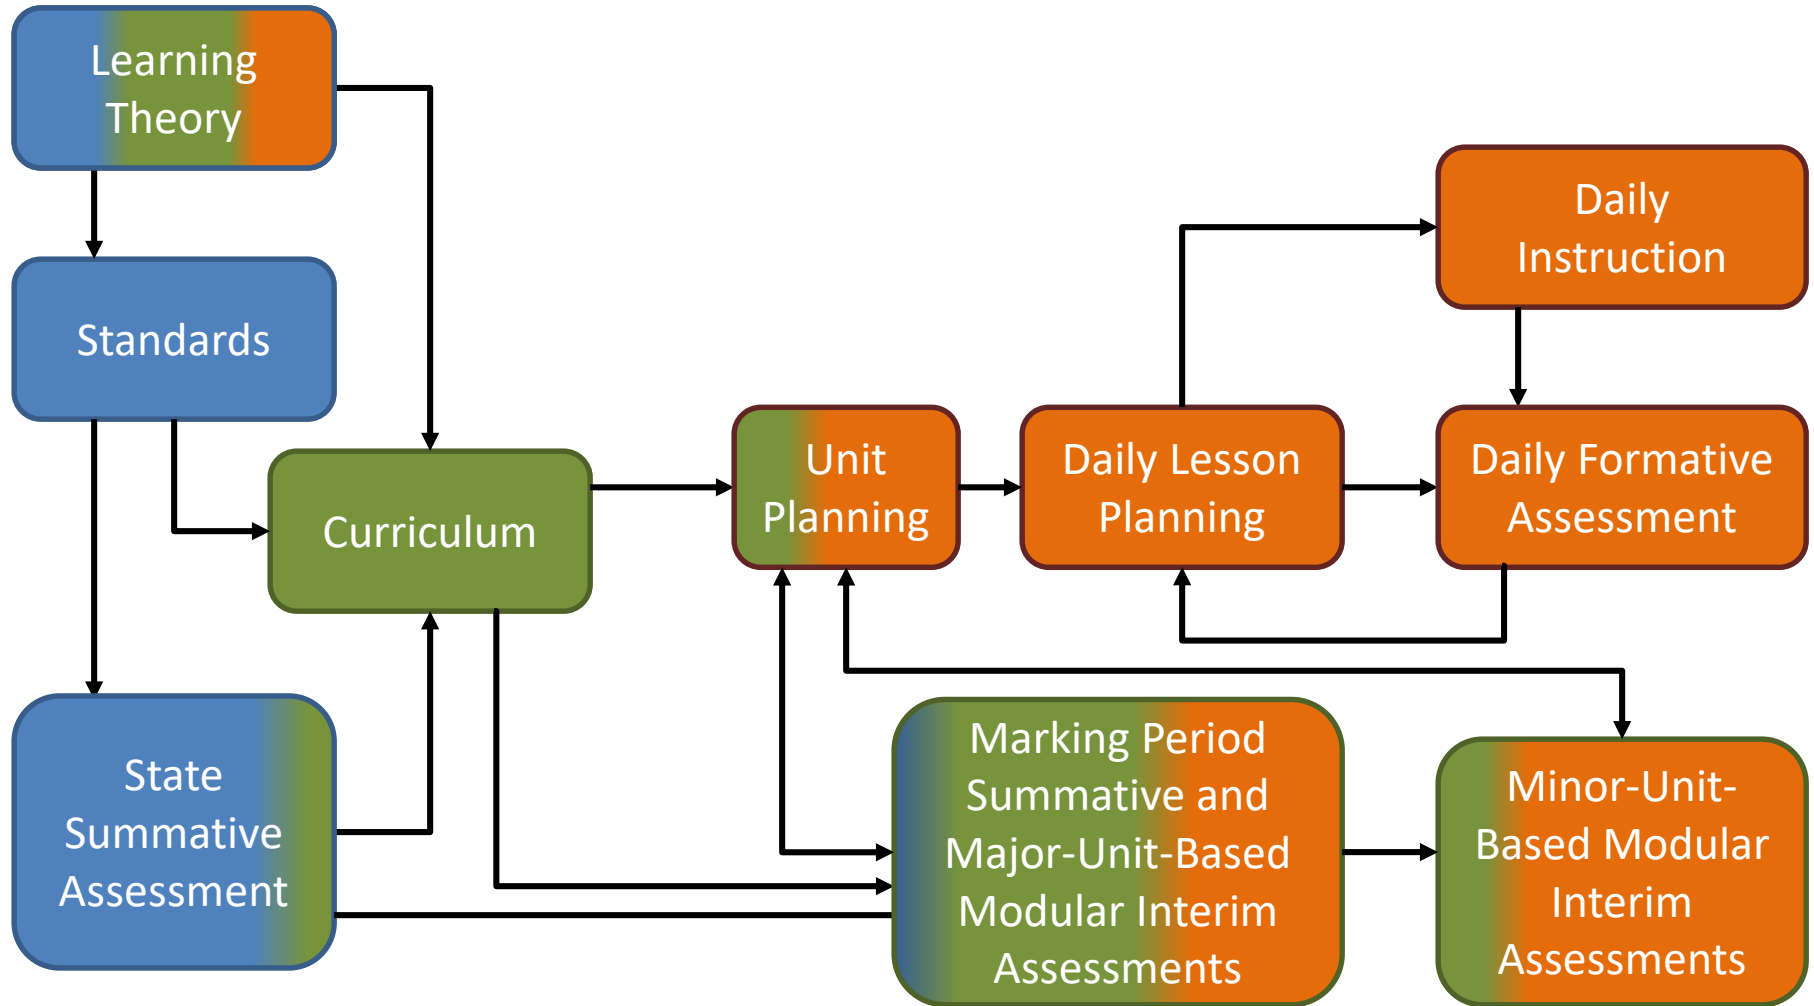 Learning
Theory
Standards
State
Summative
Assessment
Curriculum
Unit
Planning
Daily Lesson
Planning
Daily
Instruction
Daily Formative
Assessment
Marking Period
Summative and
Major-Unit-Based
Modular Interim
Assessments
Minor-Unit-
Based Modular
Interim
Assessments